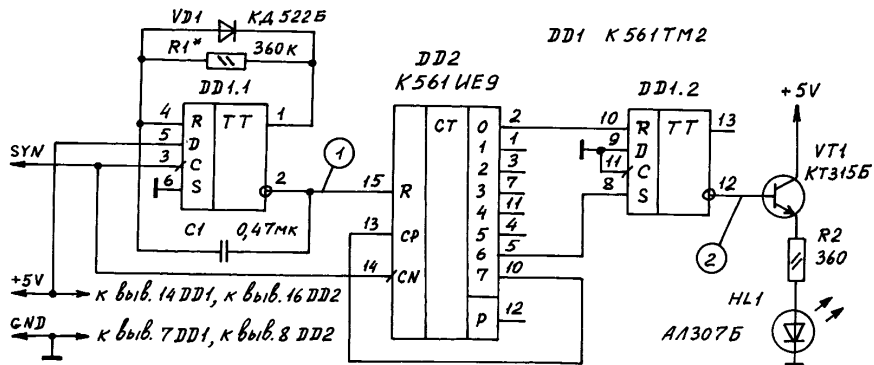 VD1 КД522Б
R1* 360к
DD1 К561ТМ2
DD1.1
DD2
К561ИЕ9
DD1.2
+5V
4 R TT 1
5 D
3 C
6 S 2
SYN
C1 0,47мк
1
15 R CT 0 2
1 1
2 3
3 7
4 11
5 4
13 CP 6 5
14 CN 7 10
P 12
10 R TT 13
9 D
11 C
8 S 12
2
VT1
КТ315Б
R2
360
HL1
АЛ307Б
+5V
к выв. 14 DD1, к выв. 16 DD2
GND
к выв. 7 DD1, к выв. 8 DD2